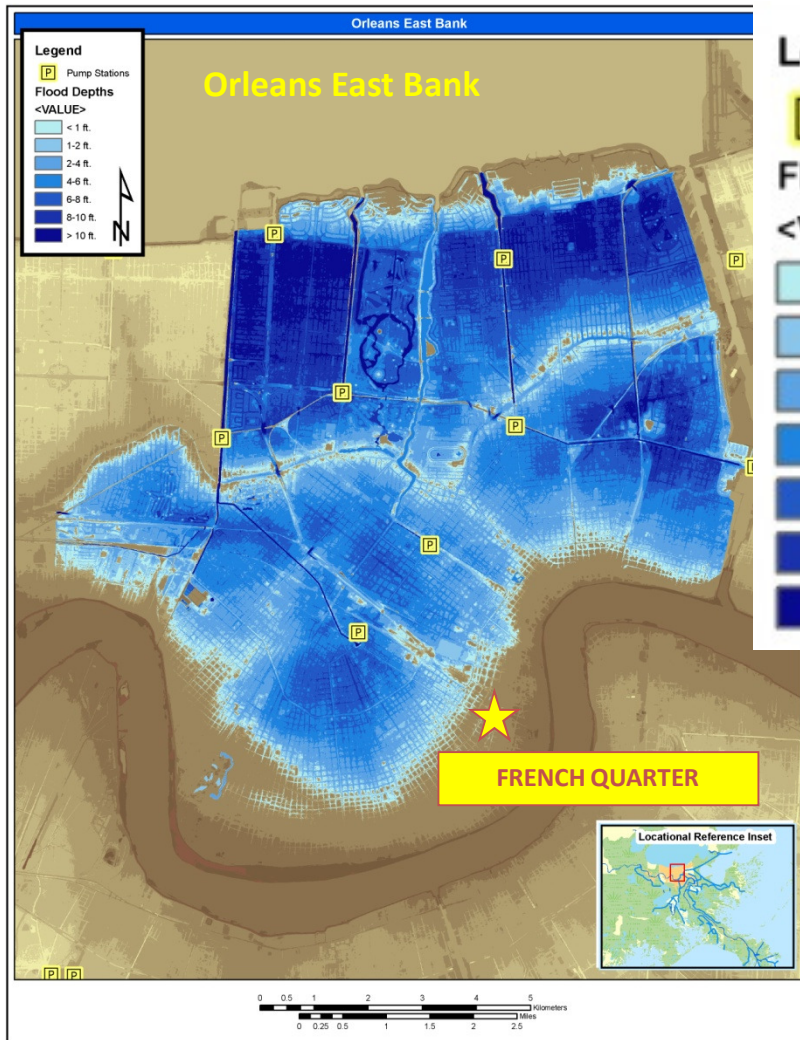 Orleans East Bank
Legend
P Pump Stations
Flood Depths
<VALUE>
< 1 ft.
1-2 ft.
2-4 ft.
4-6 ft.
6-8 ft.
8-10 ft.
> 10 ft.
N
Orleans East Bank
P
P
P
P
P
P
P
P
FRENCH QUARTER
Locational Reference Inset
P P
0 0.5 1 2 3 4 5
Kilometers
Miles
0 0.25 0.5 1 1.5 2 2.5